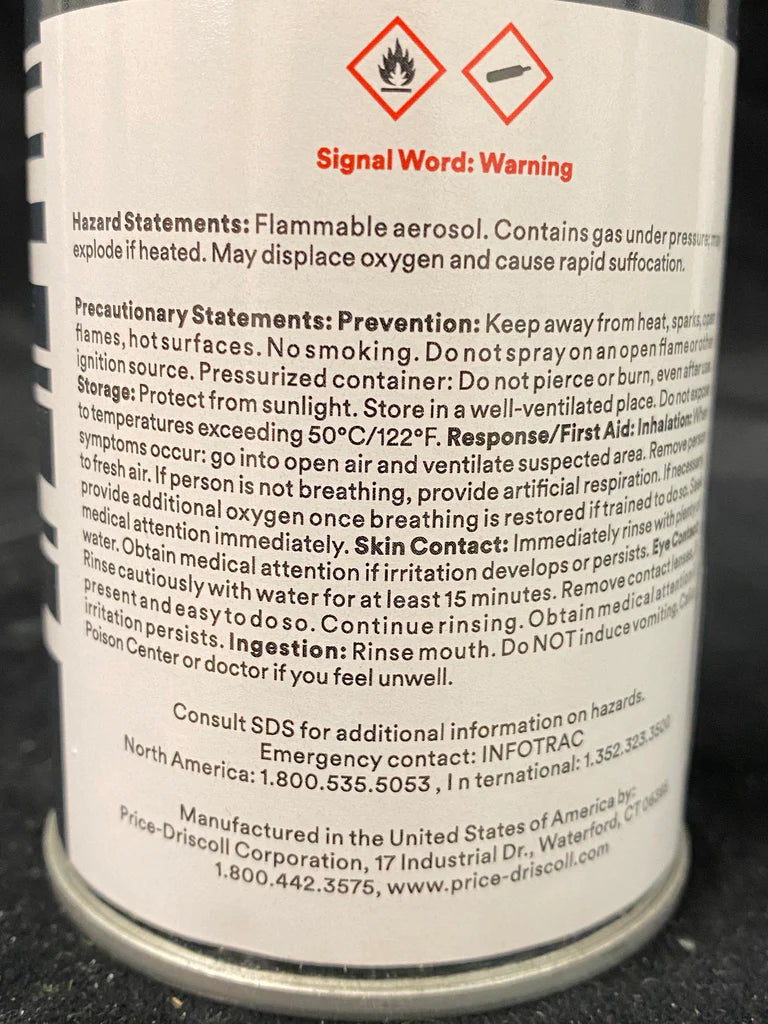 Signal Word: Warning
Hazard Statements: Flammable aerosol. Contains gas under pressure; may
explode if heated. May displace oxygen and cause rapid suffocation.
Precautionary Statements: Prevention: Keep away from heat, sparks, open
flames, hot surfaces. No smoking. Do not spray on an open flame or other
ignition source. Pressurized container: Do not pierce or burn, even after use.
Storage: Protect from sunlight. Store in a well-ventilated place. Do not expose
to temperatures exceeding 50°C/122°F. Response/First Aid: Inhalation: When
symptoms occur: go into open air and ventilate suspected area. Remove person
to fresh air. If person is not breathing, provide artificial respiration. If necessary,
provide additional oxygen once breathing is restored if trained to do so. Seek
medical attention immediately. Skin Contact: Immediately rinse with plenty of
water. Obtain medical attention if irritation develops or persists. Eye Contact:
Rinse cautiously with water for at least 15 minutes. Remove contact lenses,
present and easy to do so. Continue rinsing. Obtain medical attention
irritation persists. Ingestion: Rinse mouth. Do NOT induce vomiting. Call
Poison Center or doctor if you feel unwell.
Consult SDS for additional information on hazards.
Emergency contact: INFOTRAC
North America: 1.800.535.5053 , I n ternational: 1.352.323.3500
Manufactured in the United States of America by:
Price-Driscoll Corporation, 17 Industrial Dr., Waterford, CT
1.800.442.3575, www.price-driscoll.com